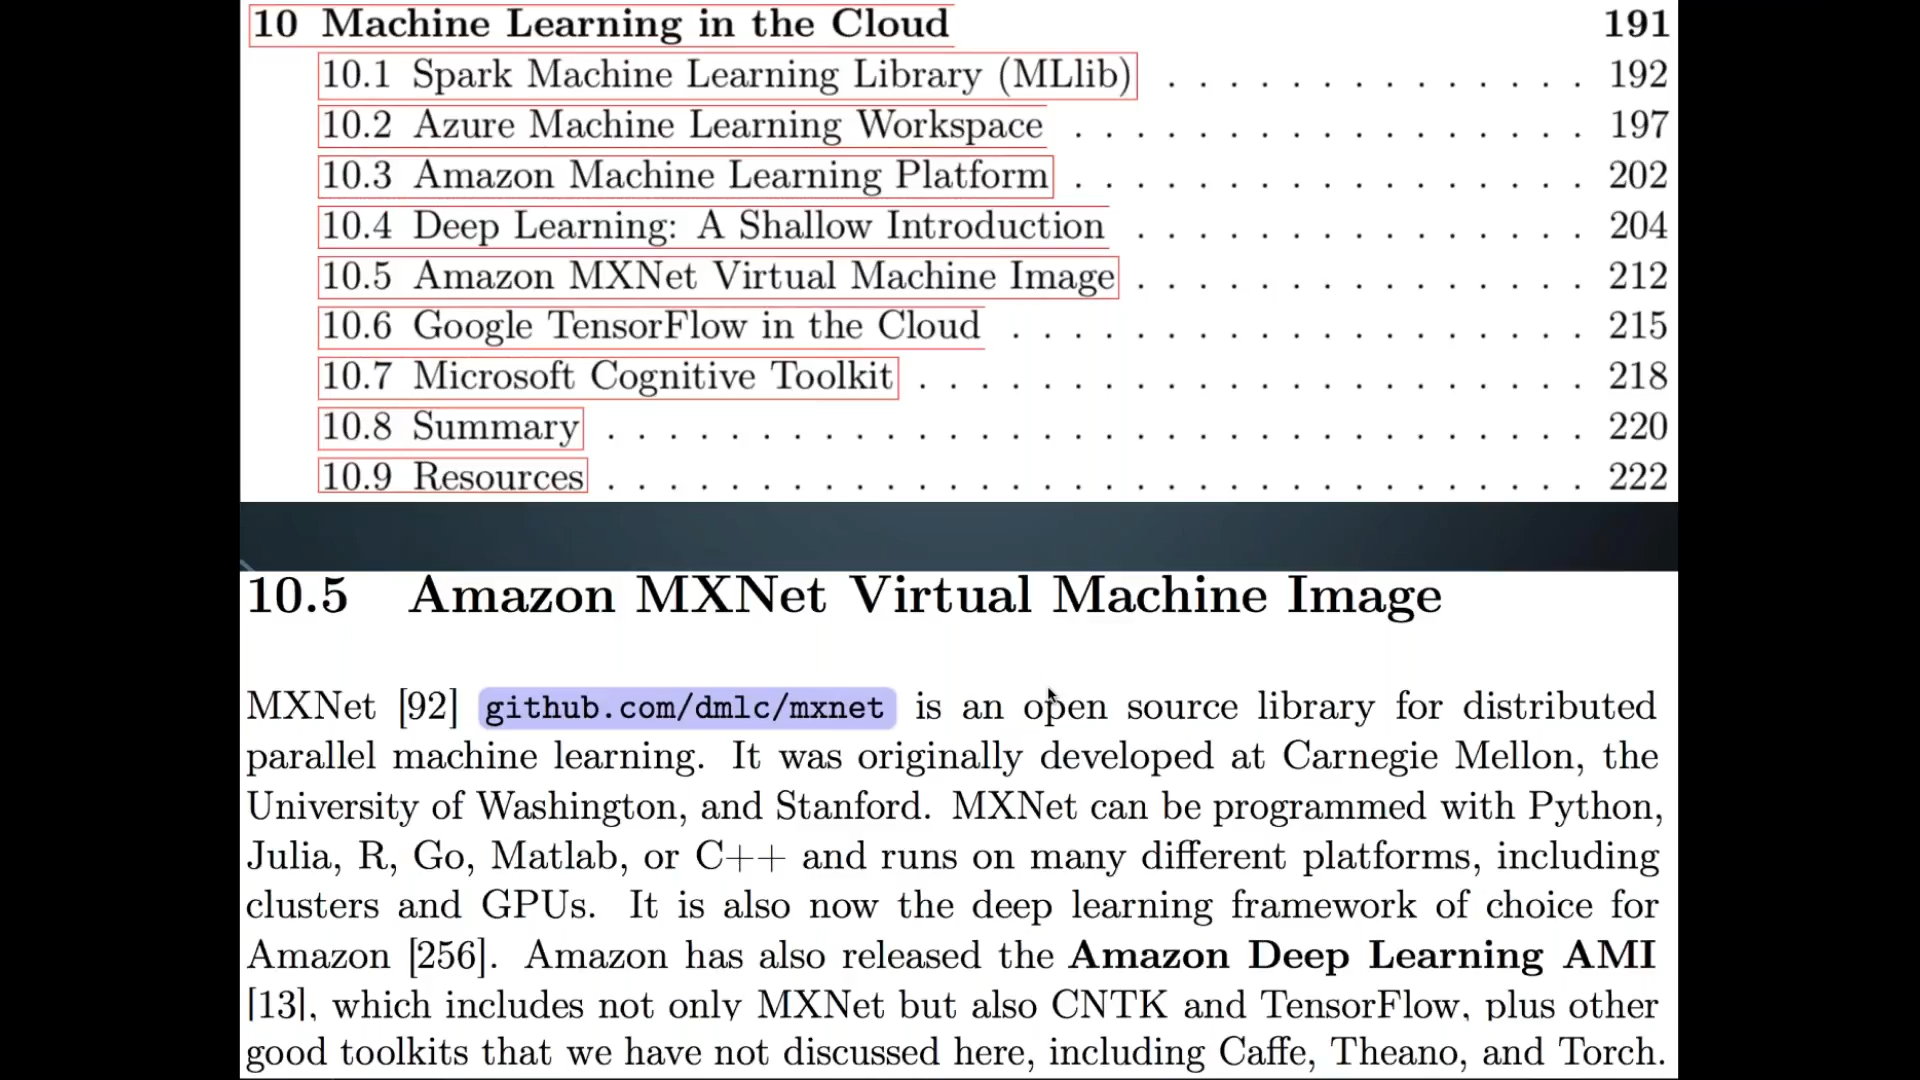 10 Machine Learning in the Cloud 191
10.1 Spark Machine Learning Library (MLlib) . . . . . . . . . . . . . . 192
10.2 Azure Machine Learning Workspace . . . . . . . . . . . . . . . . . 197
10.3 Amazon Machine Learning Platform . . . . . . . . . . . . . . . . . 202
10.4 Deep Learning: A Shallow Introduction . . . . . . . . . . . . . . . 204
10.5 Amazon MXNet Virtual Machine Image . . . . . . . . . . . . . . . 212
10.6 Google TensorFlow in the Cloud . . . . . . . . . . . . . . . . . . . 215
10.7 Microsoft Cognitive Toolkit . . . . . . . . . . . . . . . . . . . . . . 218
10.8 Summary . . . . . . . . . . . . . . . . . . . . . . . . . . . . . . . . 220
10.9 Resources . . . . . . . . . . . . . . . . . . . . . . . . . . . . . . . . 222
10.5 Amazon MXNet Virtual Machine Image
MXNet [92] github.com/dmlc/mxnet is an open source library for distributed
parallel machine learning. It was originally developed at Carnegie Mellon, the
University of Washington, and Stanford. MXNet can be programmed with Python,
Julia, R, Go, Matlab, or C++ and runs on many different platforms, including
clusters and GPUs. It is also now the deep learning framework of choice for
Amazon [256]. Amazon has also released the Amazon Deep Learning AMI
[13], which includes not only MXNet but also CNTK and TensorFlow, plus other
good toolkits that we have not discussed here, including Caffe, Theano, and Torch.